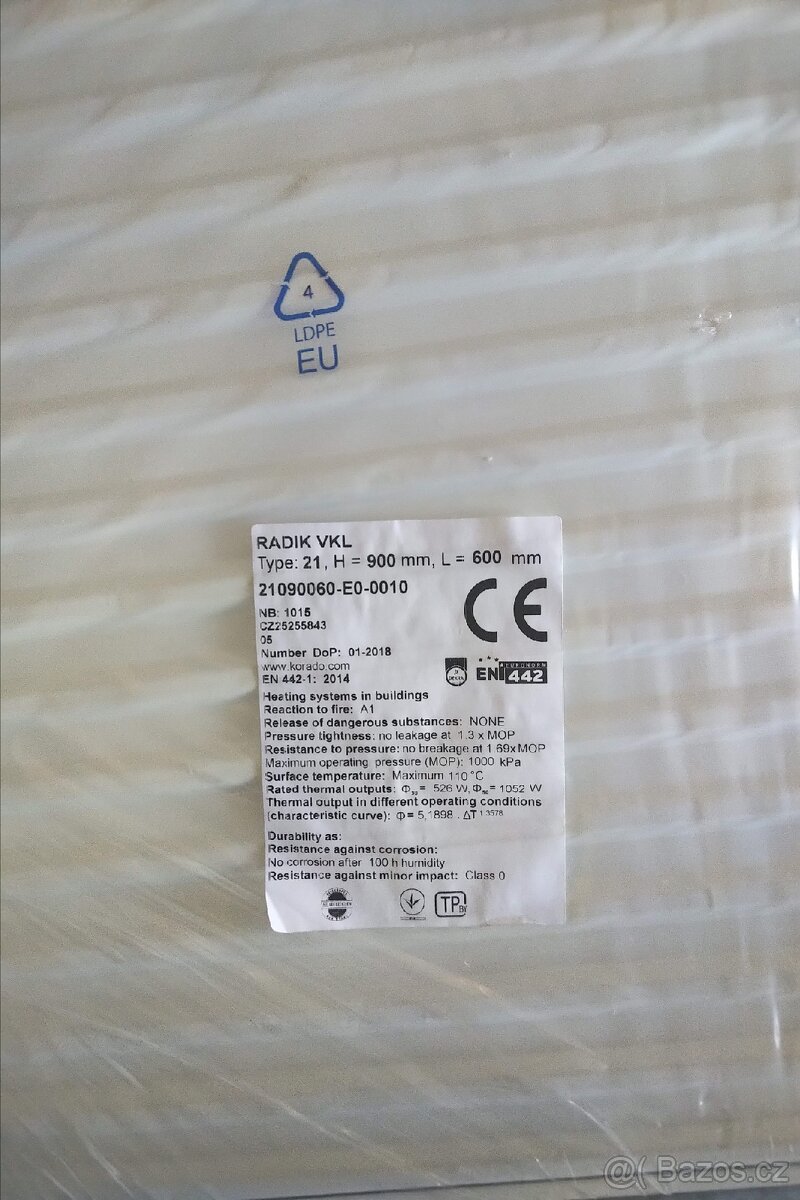 4
LDPE
EU
RADIK VKL
Type: 21, H = 900 mm, L = 600 mm
21090060-E0-0010
CE
NB: 1015
CZ25255843
05
Number DoP: 01-2018
www.korado.com
EN 442-1: 2014
EN 442
Heating systems in buildings
Reaction to fire: A1
Release of dangerous substances: NONE
Pressure tightness: no leakage at 1.3 x MOP
Resistance to pressure: no breakage at 1.69xMOP
Maximum operating pressure (MOP): 1000 kPa
Surface temperature: Maximum 110°C
Rated thermal outputs: Φ₃₀= 526 W, Φ₅₀= 1052 W
Thermal output in different operating conditions
(characteristic curve): Φ = 5,1898 . ΔT 1.3578
Durability as:
Resistance against corrosion:
No corrosion after 100 h humidity
Resistance against minor impact: Class 0
TP
@( Bazos.cz